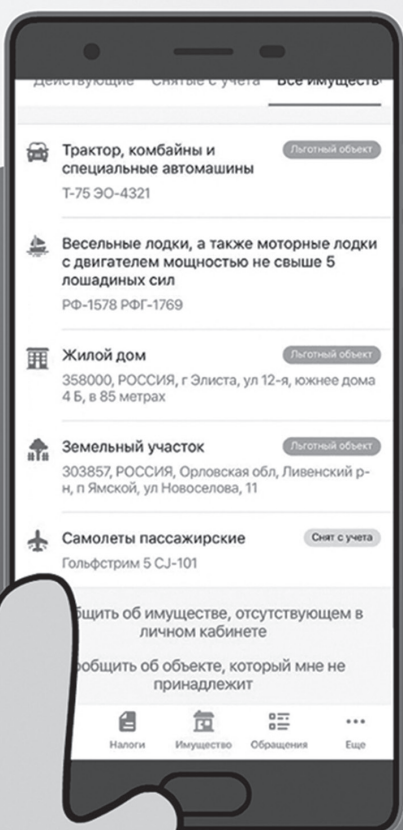 Действующие Снятые с учета Все имуществ
Трактор, комбайны и Льготный объект
специальные автомашины
Т-75 ЭО-4321
Весельные лодки, а также моторные лодки
с двигателем мощностью не свыше 5
лошадиных сил
РФ-1578 РФГ-1769
Жилой дом Льготный объект
358000, РОССИЯ, г Элиста, ул 12-я, южнее дома
4 Б, в 85 метрах
Земельный участок Льготный объект
303857, РОССИЯ, Орловская обл, Ливенский р-
н, п Ямской, ул Новоселова, 11
Самолеты пассажирские Снят с учета
Гольфстрим 5 CJ-101
бщить об имуществе, отсутствующем в
личном кабинете
ообщить об объекте, который мне не
принадлежит
Налоги Имущество Обращения Еще